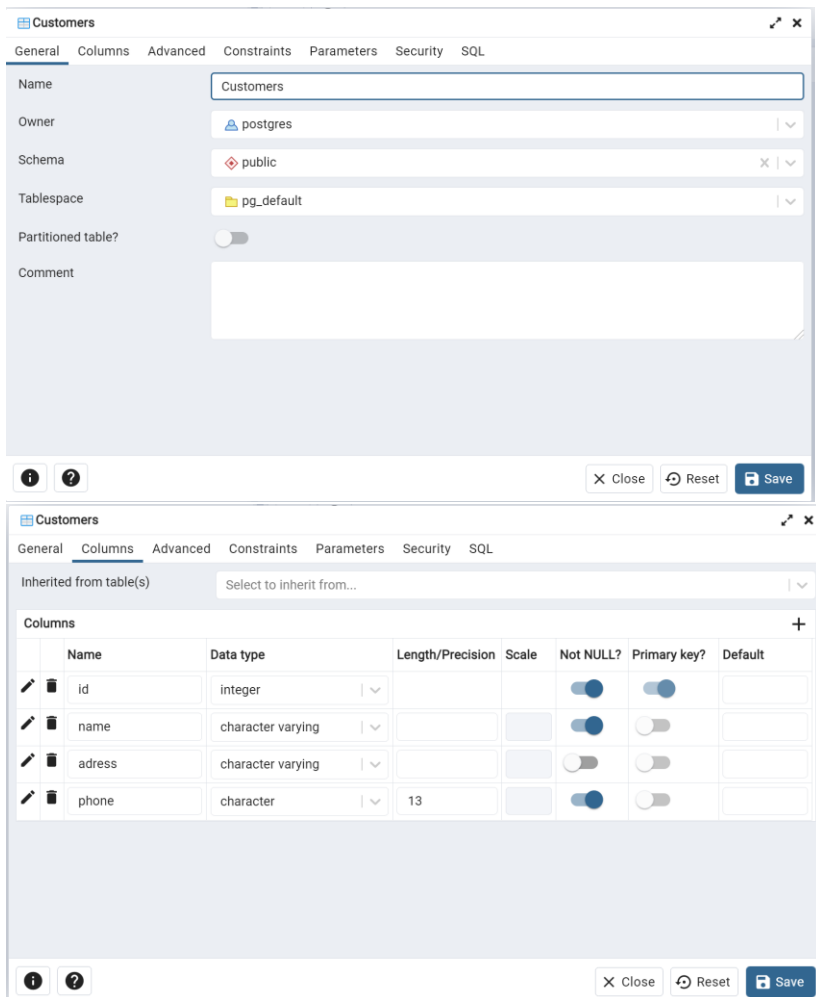 Customers
General Columns Advanced Constraints Parameters Security SQL
Name Customers
Owner postgres
Schema public
Tablespace pg_default
Partitioned table?
Comment
Close Reset Save
Customers
General Columns Advanced Constraints Parameters Security SQL
Inherited from table(s) Select to inherit from...
Columns
Name Data type Length/Precision Scale Not NULL? Primary key? Default
id integer
name character varying
adress character varying
phone character 13
Close Reset Save